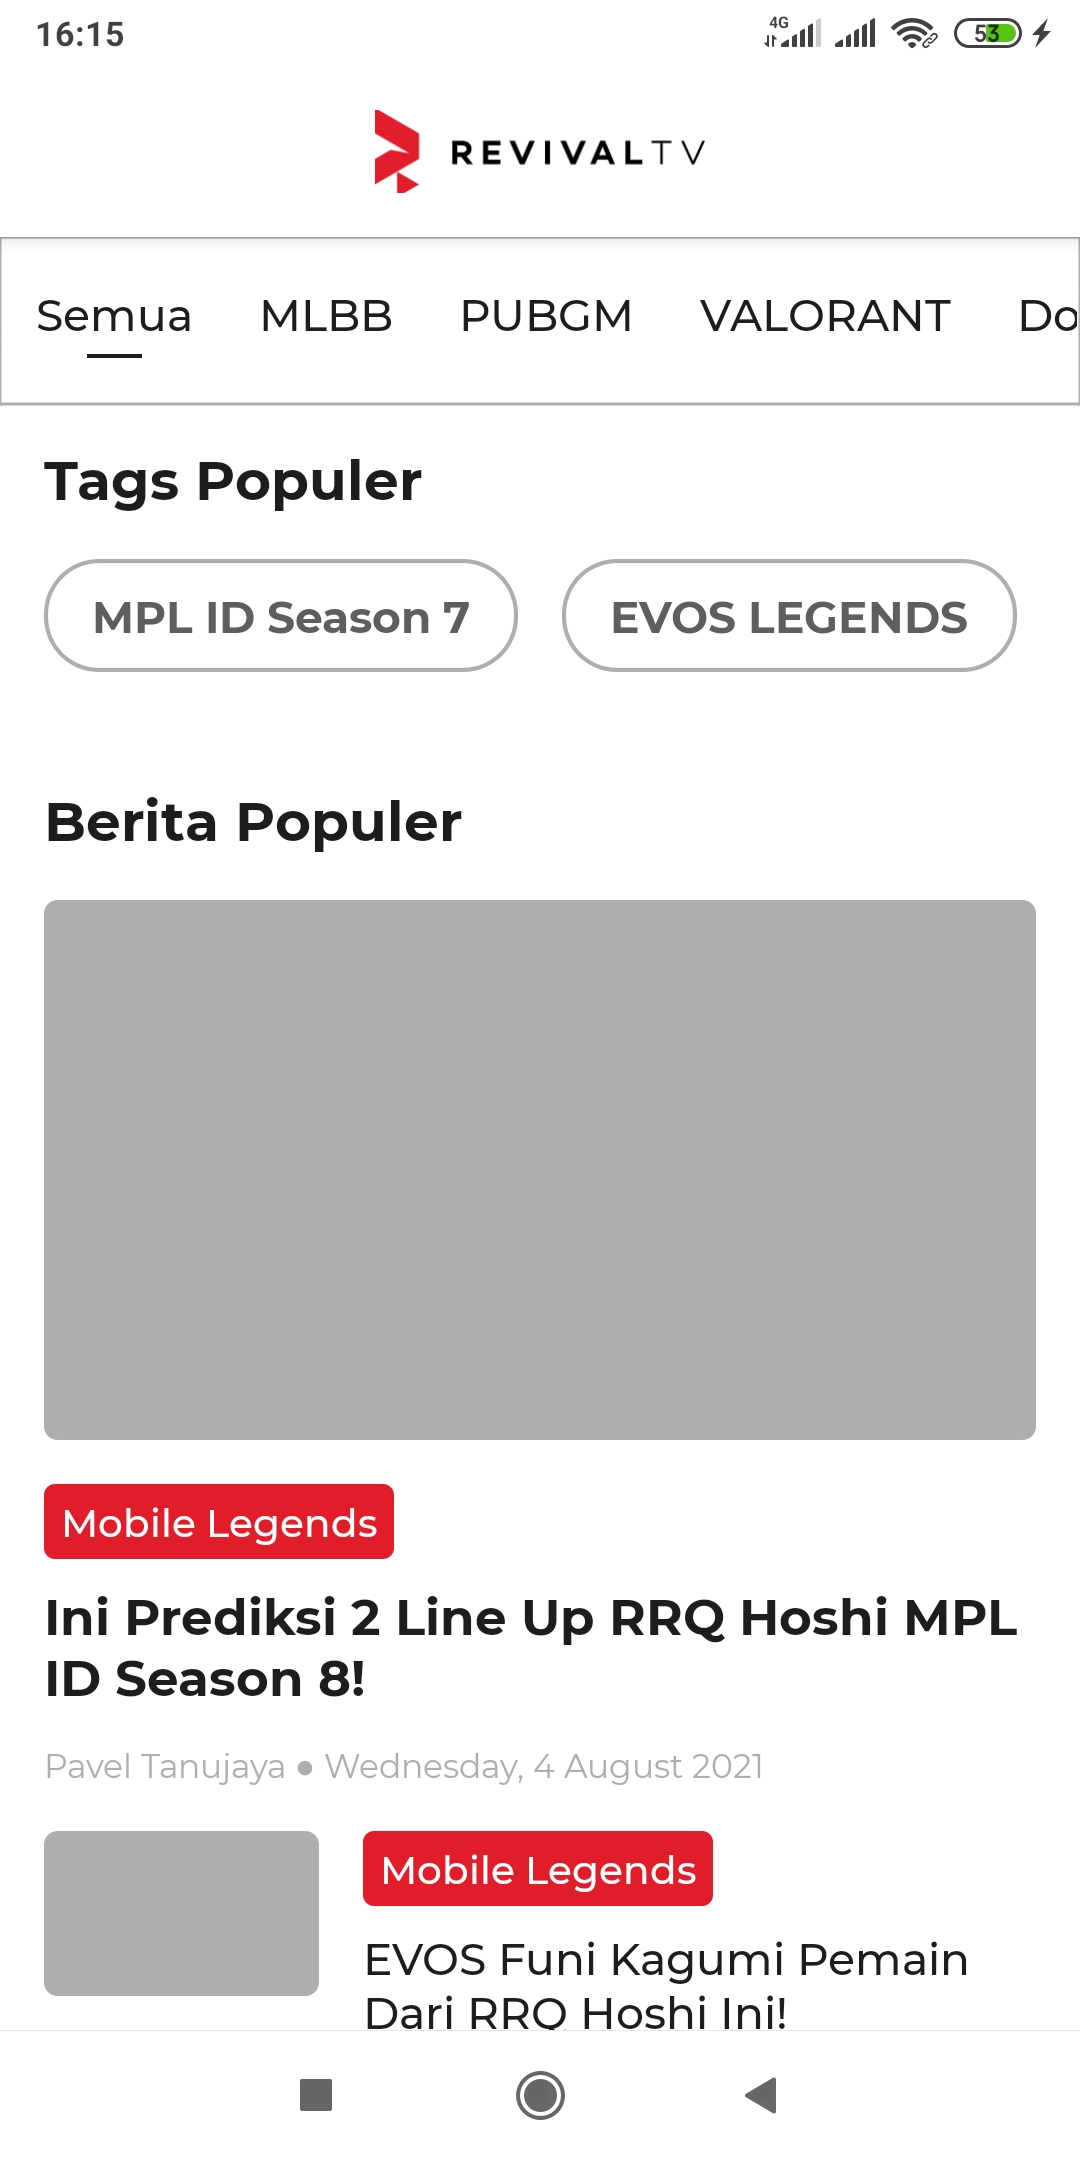 16:15
4G
53
REVIVALTV
Semua
MLBB
PUBGM
VALORANT
Do
Tags Populer
MPL ID Season 7
EVOS LEGENDS
Berita Populer
Mobile Legends
Ini Prediksi 2 Line Up RRQ Hoshi MPL
ID Season 8!
Pavel Tanujaya ● Wednesday, 4 August 2021
Mobile Legends
EVOS Funi Kagumi Pemain
Dari RRQ Hoshi Ini!